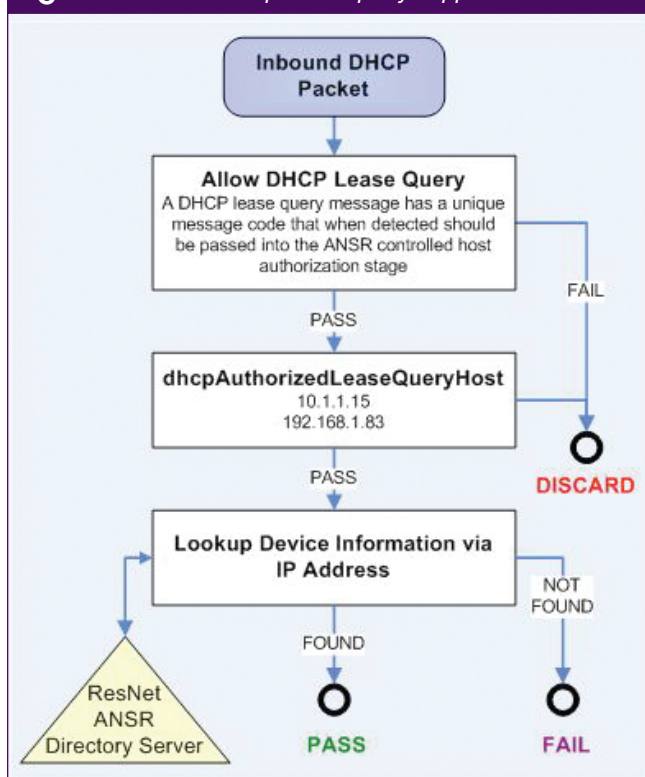 Inbound DHCP
Packet
Allow DHCP Lease Query
A DHCP lease query message has a unique
message code that when detected should
be passed into the ANSR controlled host
authorization stage
FAIL
PASS
dhcpAuthorizedLeaseQueryHost
10.1.1.15
192.168.1.83
DISCARD
PASS
Lookup Device Information via
IP Address
NOT
FOUND
FOUND
ResNet
ANSR
Directory Server
PASS
FAIL